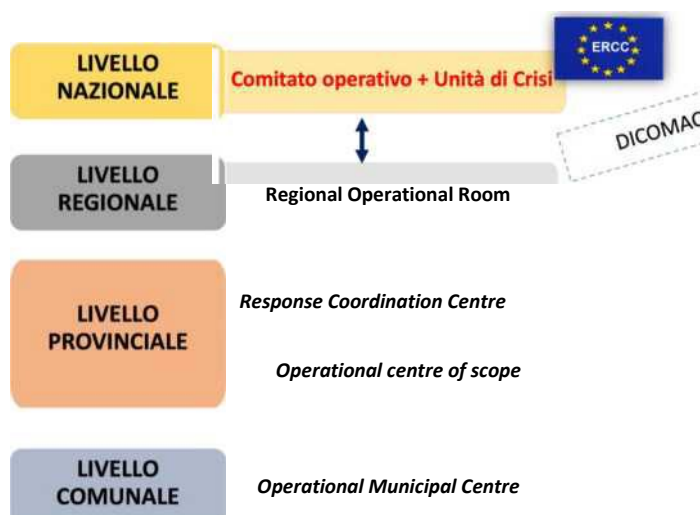 ERCC
LIVELLO
NAZIONALE
Comitato operativo + Unità di Crisi
DICOMAC
LIVELLO
REGIONALE
Regional Operational Room
LIVELLO
PROVINCIALE
Response Coordination Centre
Operational centre of scope
LIVELLO
COMUNALE
Operational Municipal Centre